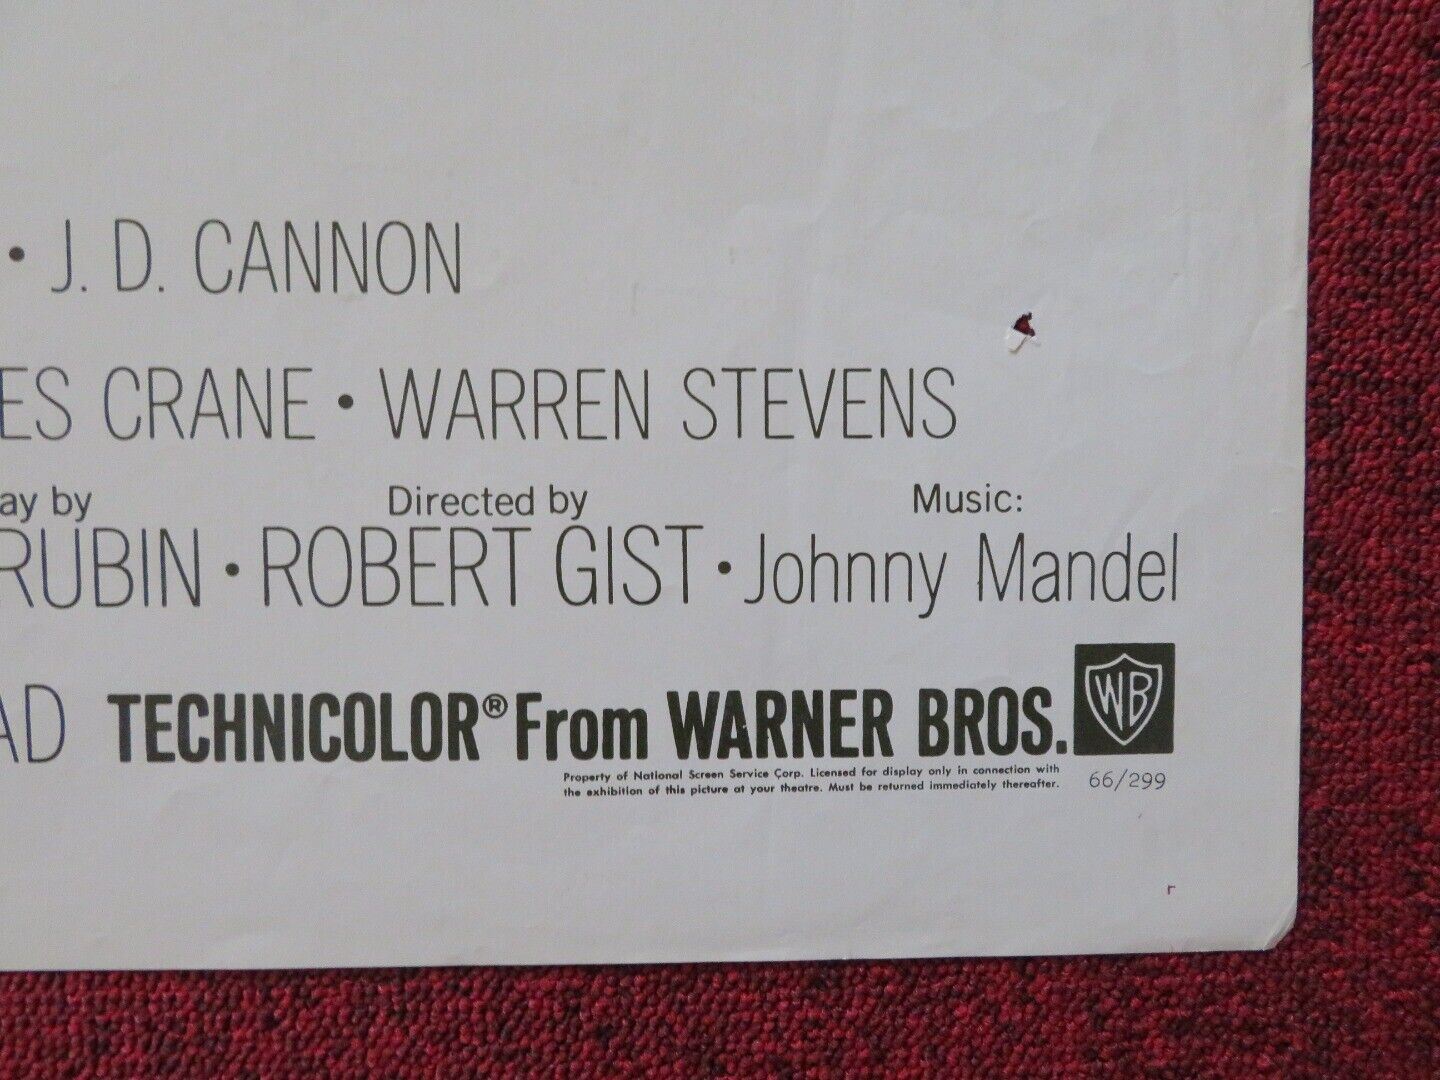 • J. D. CANNON
ES CRANE • WARREN STEVENS
ay by Directed by Music:
RUBIN • ROBERT GIST • Johnny Mandel
AD TECHNICOLOR® From WARNER BROS. WB
Property of National Screen Service Corp. Licensed for display only in connection with
the exhibition of this picture at your theatre. Must be returned immediately thereafter.
66/299
r